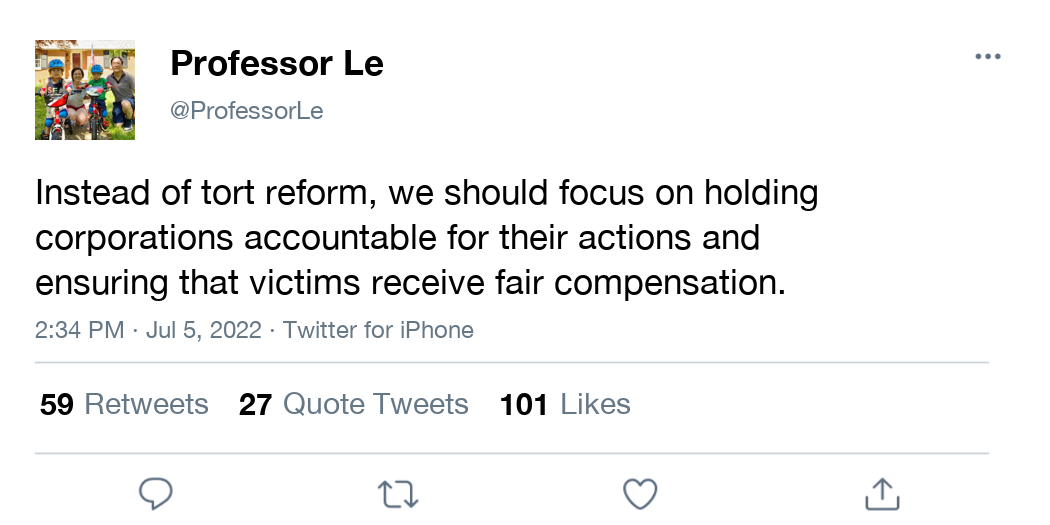 Professor Le
@ProfessorLe
Instead of tort reform, we should focus on holding
corporations accountable for their actions and
ensuring that victims receive fair compensation.
2:34 PM · Jul 5, 2022 · Twitter for iPhone
59 Retweets 27 Quote Tweets 101 Likes